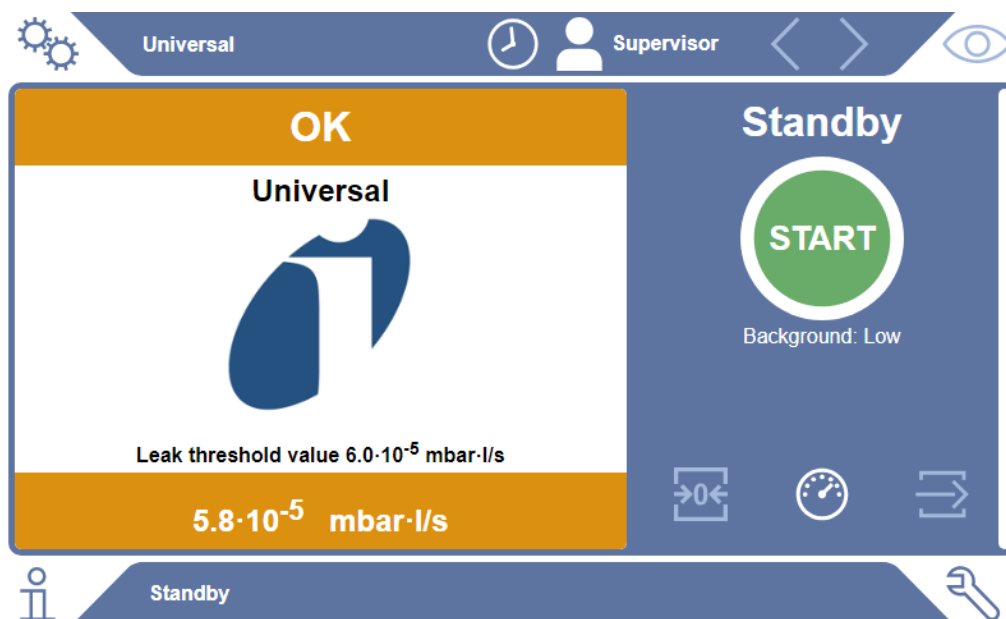 Universal
Supervisor
OK
Universal
Leak threshold value 6.0·10⁻⁵ mbar·l/s
5.8·10⁻⁵ mbar·l/s
Standby
START
Background: Low
→0←
Standby